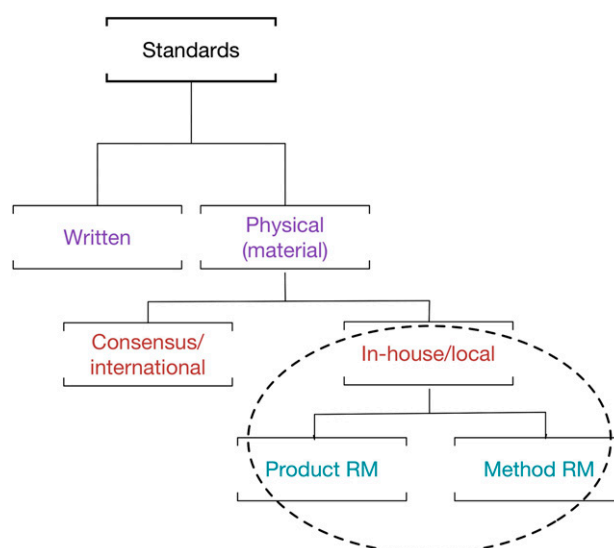 Standards
Written
Physical
(material)
Consensus/
international
In-house/local
Product RM
Method RM